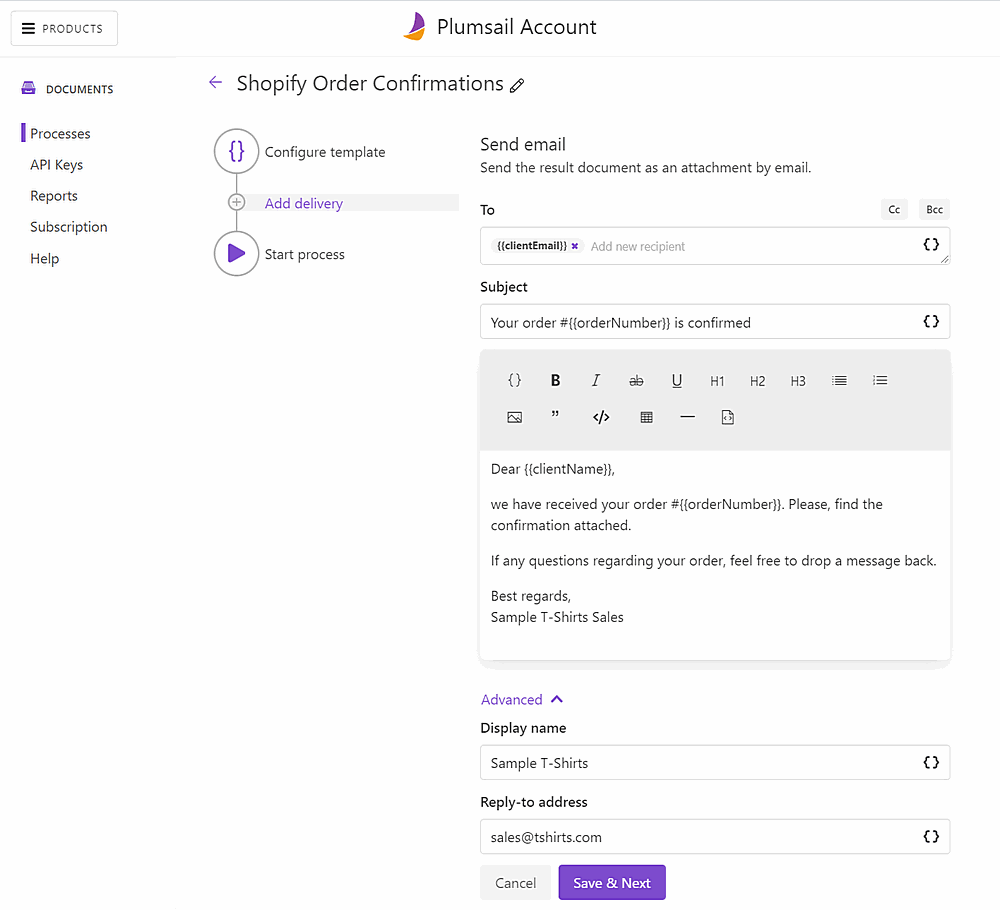 PRODUCTS
Plumsail Account
DOCUMENTS
Processes
API Keys
Reports
Subscription
Help
Shopify Order Confirmations
{} Configure template
Add delivery
Start process
Send email
Send the result document as an attachment by email.
To
Cc Bcc
{{clientEmail}} × Add new recipient {}
Subject
Your order #{{orderNumber}} is confirmed {}
{} B I ab U H1 H2 H3
” </>
Dear {{clientName}},
we have received your order #{{orderNumber}}. Please, find the
confirmation attached.
If any questions regarding your order, feel free to drop a message back.
Best regards,
Sample T-Shirts Sales
Advanced
Display name
Sample T-Shirts {}
Reply-to address
sales@tshirts.com {}
Cancel Save & Next